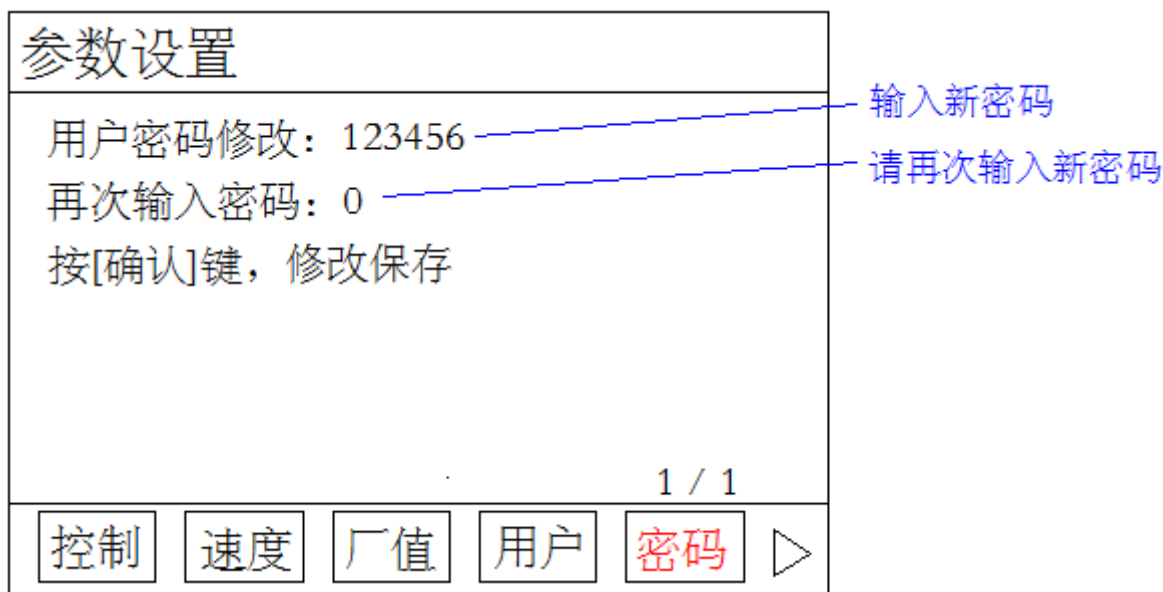 参数设置
用户密码修改：123456
输入新密码
再次输入密码：0
请再次输入新密码
按[确认]键，修改保存
1 / 1
控制 速度 厂值 用户 密码